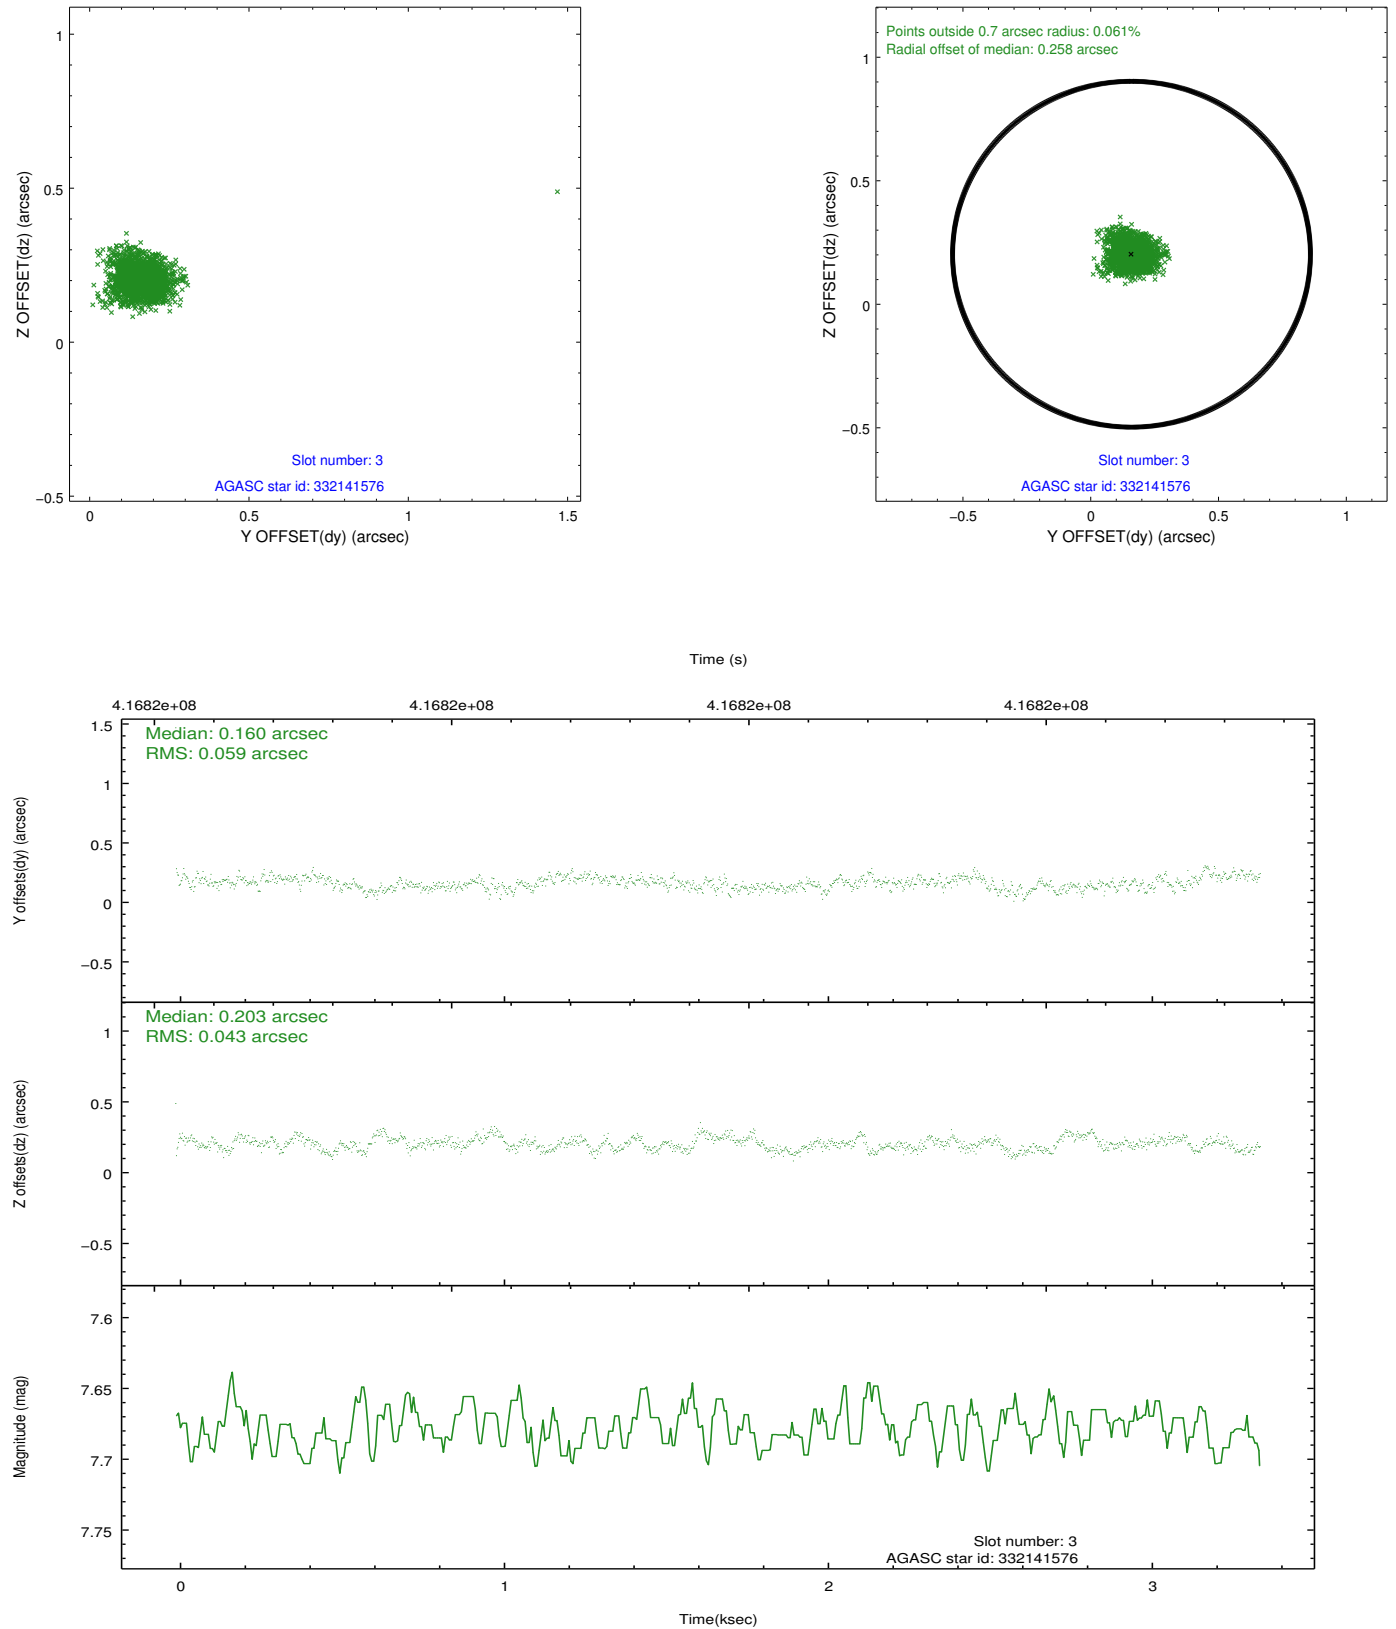 1
0.5
0
−0.5
0
0.5
1
1.5
Z OFFSET(dz) (arcsec)
Y OFFSET(dy) (arcsec)
Slot number: 3
AGASC star id: 332141576
Points outside 0.7 arcsec radius: 0.061%
Radial offset of median: 0.258 arcsec
1
0.5
0
−0.5
−0.5
0
0.5
1
Z OFFSET(dz) (arcsec)
Y OFFSET(dy) (arcsec)
Slot number: 3
AGASC star id: 332141576
Time (s)
4.1682e+08
4.1682e+08
4.1682e+08
4.1682e+08
Median: 0.160 arcsec
RMS: 0.059 arcsec
1.5
1
0.5
0
−0.5
Y offsets(dy) (arcsec)
Median: 0.203 arcsec
RMS: 0.043 arcsec
1
0.5
0
−0.5
Z offsets(dz) (arcsec)
7.6
7.65
7.7
7.75
Magnitude (mag)
Slot number: 3
AGASC star id: 332141576
0
1
2
3
Time(ksec)